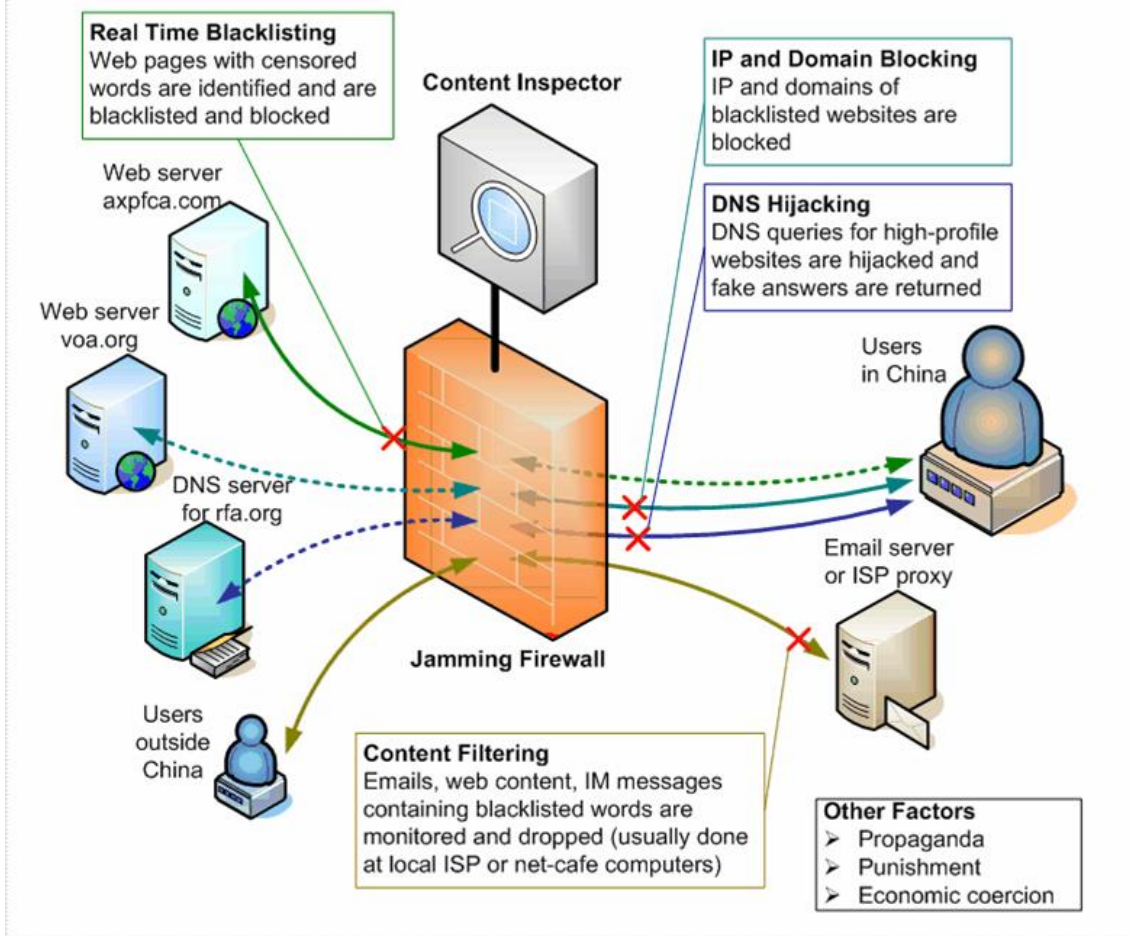 Real Time Blacklisting
Web pages with censored
words are identified and are
blacklisted and blocked
Content Inspector
IP and Domain Blocking
IP and domains of
blacklisted websites are
blocked
Web server
axpfca.com
DNS Hijacking
DNS queries for high-profile
websites are hijacked and
fake answers are returned
Web server
voa.org
Users
in China
DNS server
for rfa.org
Email server
or ISP proxy
Jamming Firewall
Users
outside
China
Content Filtering
Emails, web content, IM messages
containing blacklisted words are
monitored and dropped (usually done
at local ISP or net-cafe computers)
Other Factors
➢ Propaganda
➢ Punishment
➢ Economic coercion